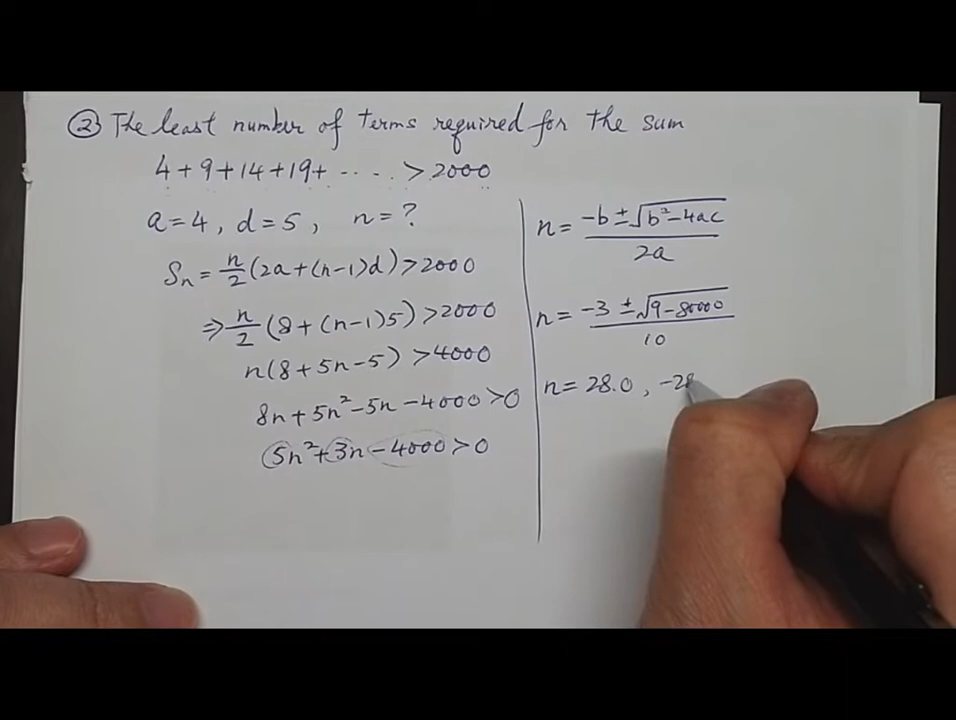 ② The least number of terms required for the sum
4+9+14+19+ ..... >2000
a=4, d=5, n=?
Sn = n/2 (2a+(n-1)d) >2000
⇒ n/2 (8+(n-1)5) >2000
n(8+5n-5) >4000
8n+5n²-5n-4000>0
(5n²+3n-4000>0
n= -b±√b²-4ac / 2a
n= -3±√9-80000 / 10
n= 28.0, -28